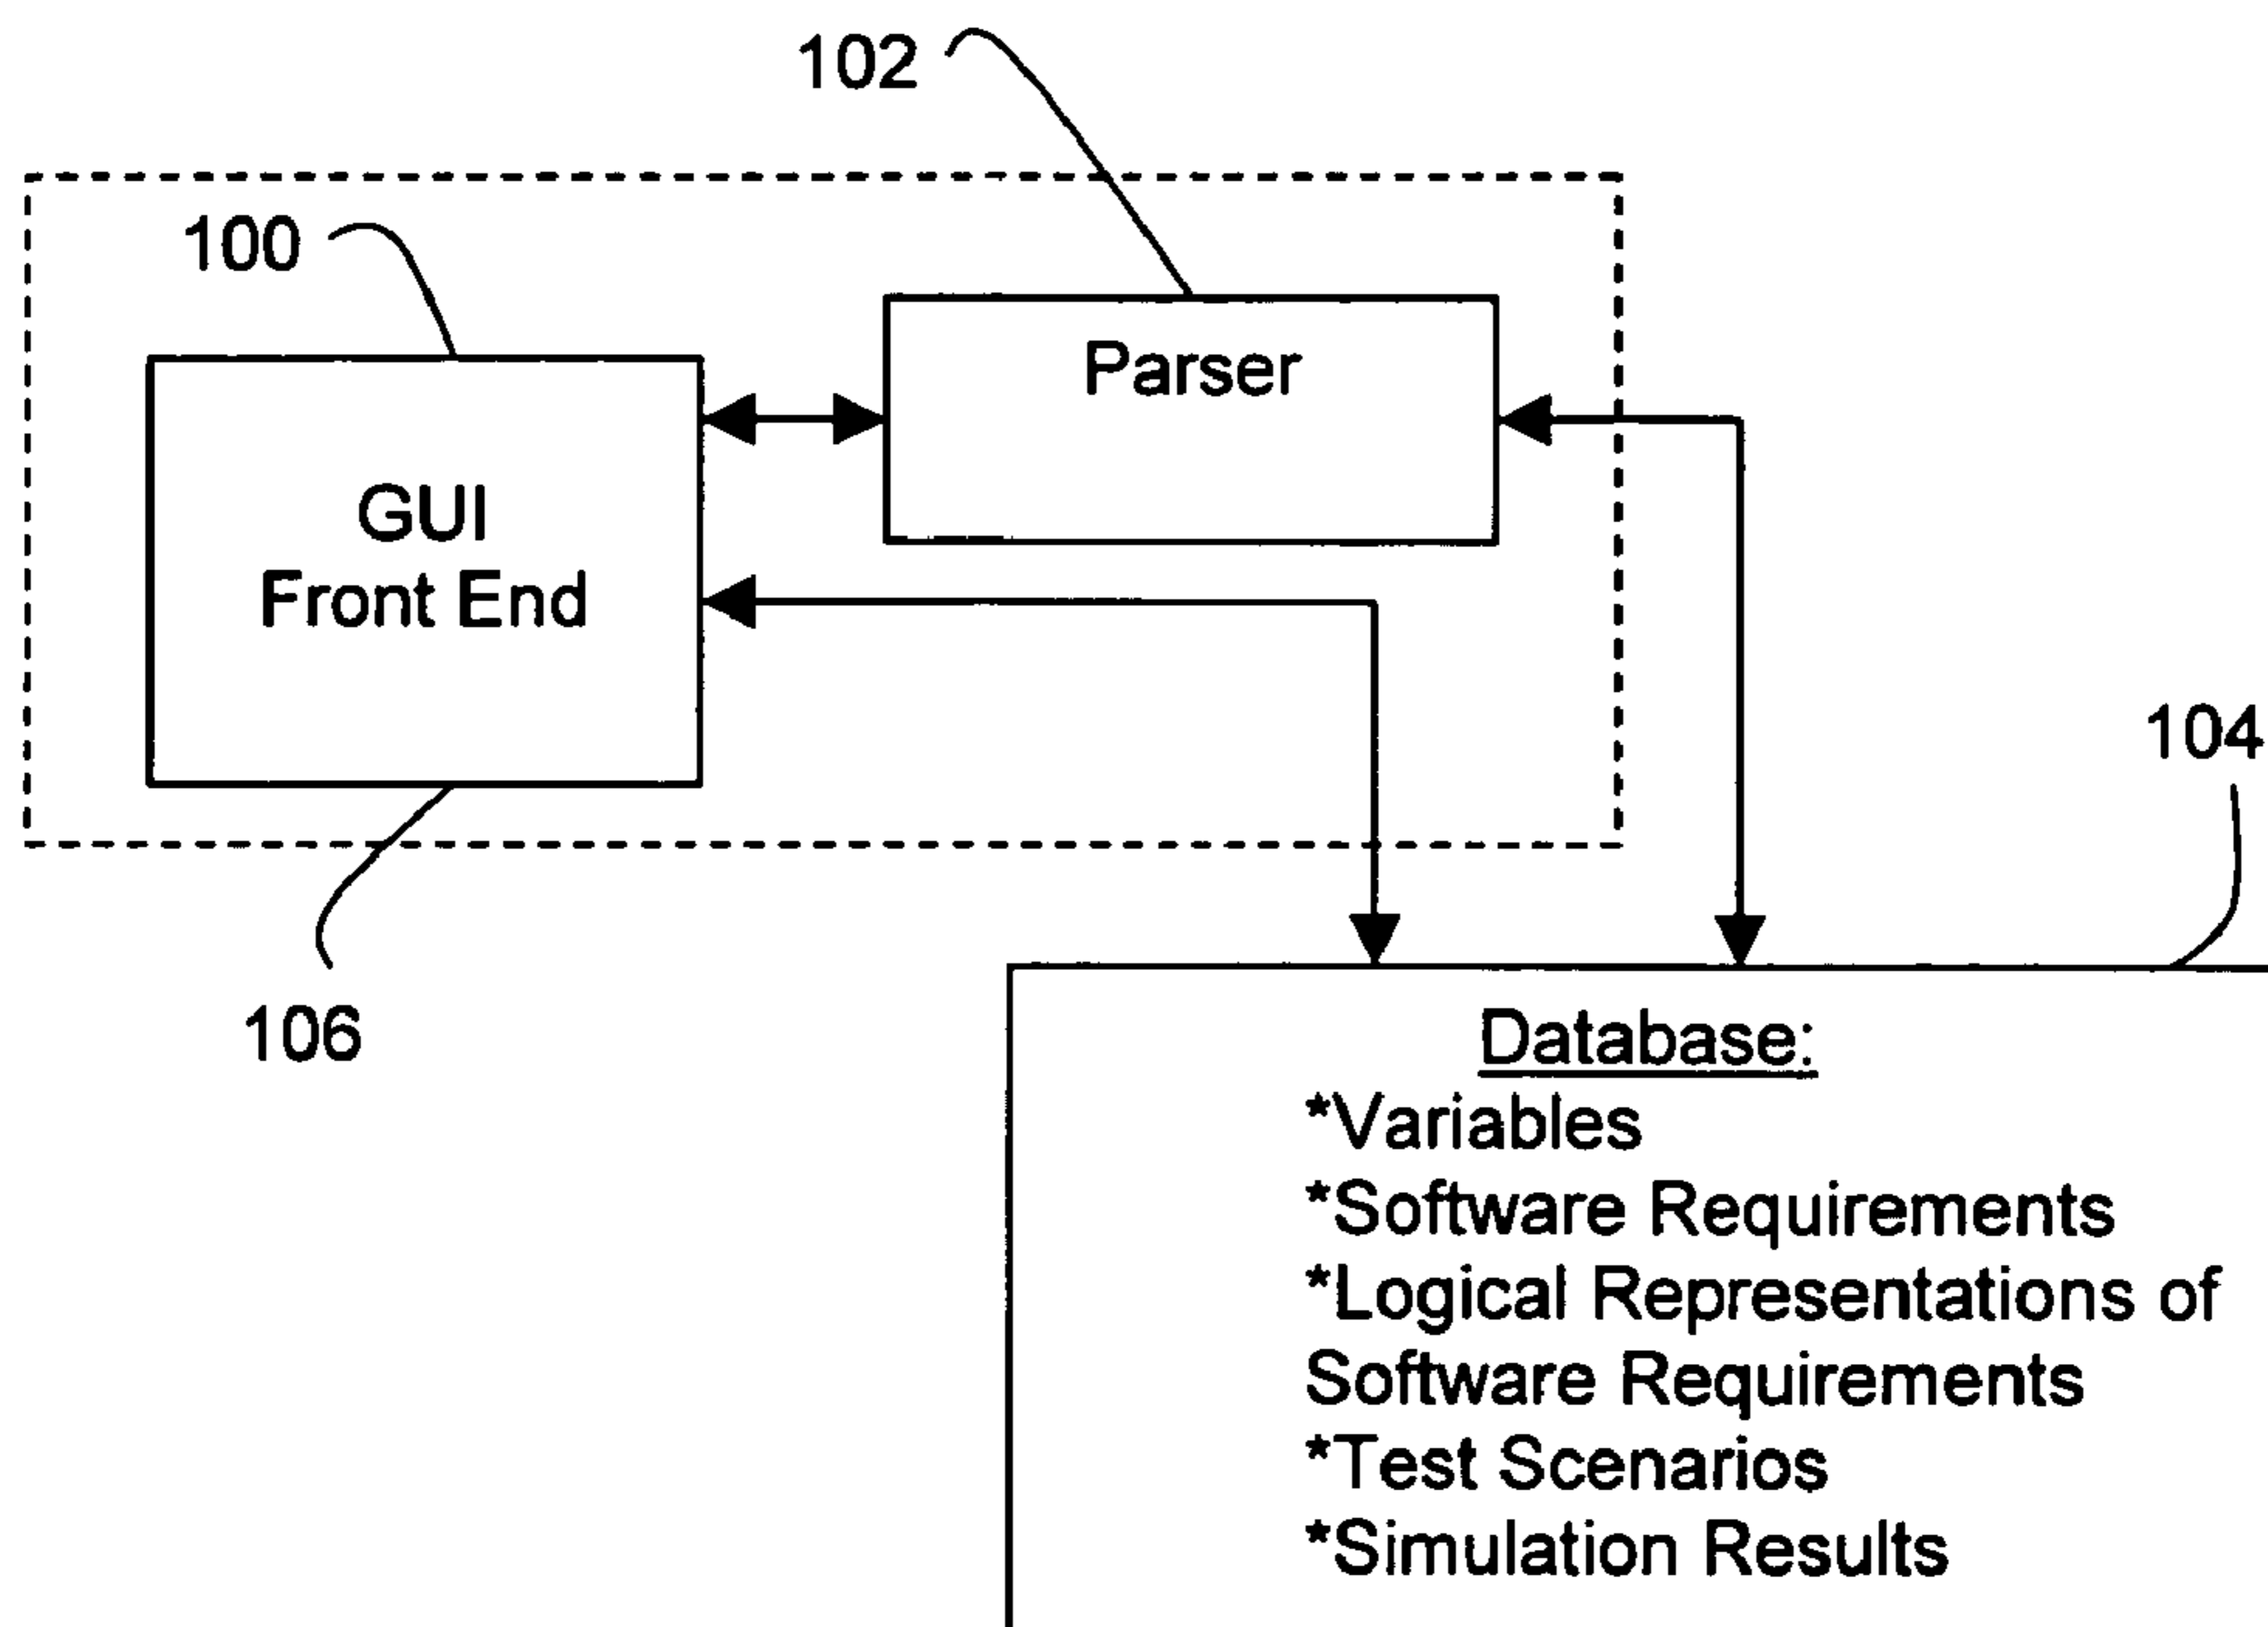 102
100
Parser
GUI
Front End
104
106
Database:
*Variables
*Software Requirements
*Logical Representations of
Software Requirements
*Test Scenarios
*Simulation Results